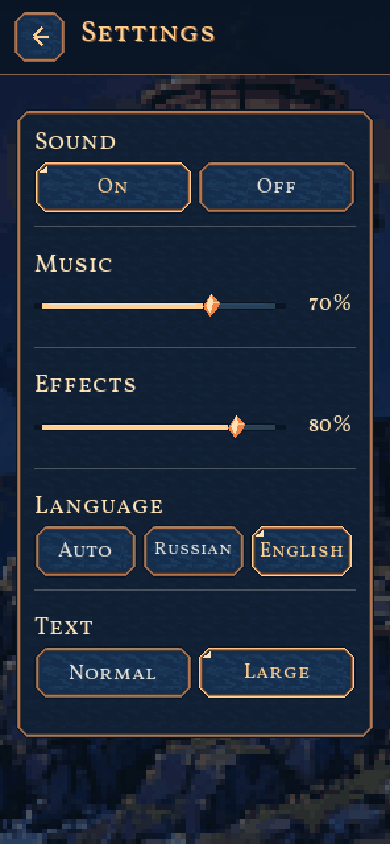 Settings
Sound
On Off
Music
70%
Effects
80%
Language
Auto Russian English
Text
Normal Large